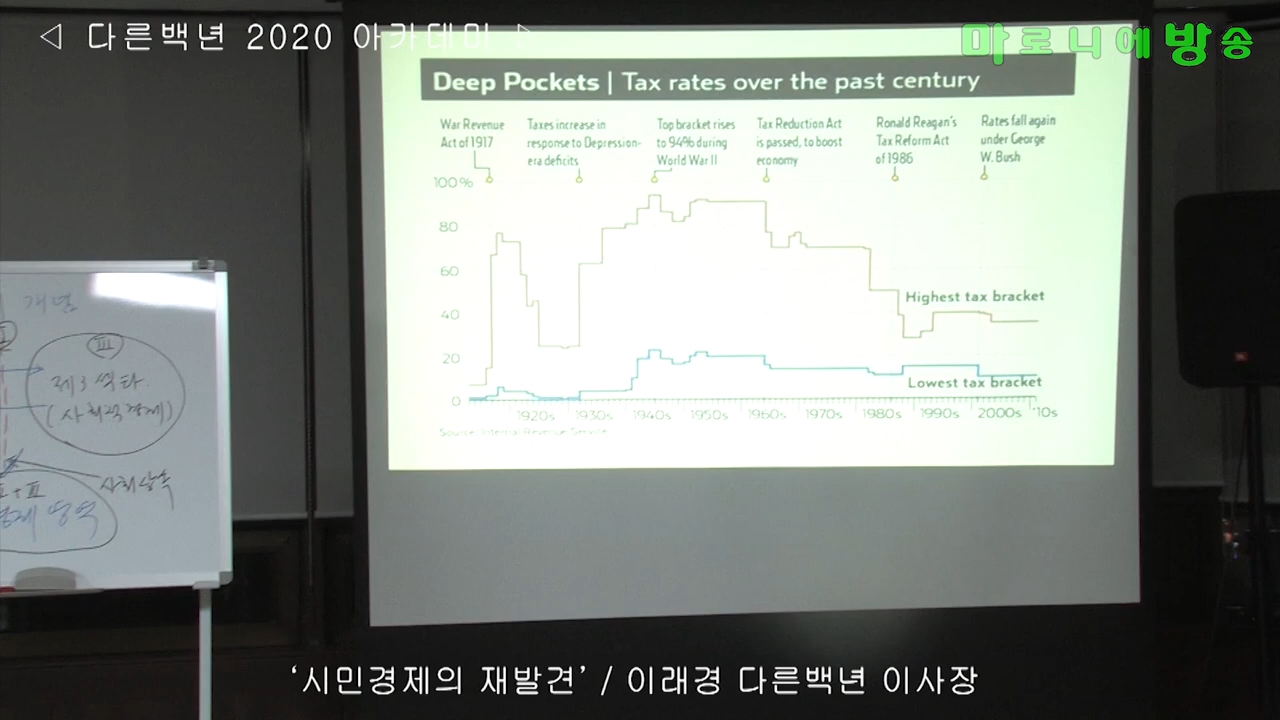 ◁ 다른백년 2020 아카데미 ▷
마로니에방송
Deep Pockets | Tax rates over the past century
War Revenue
Act of 1917
Taxes increase in
response to Depression-
era deficits
Top bracket rises
to 94% during
World War II
Tax Reduction Act
is passed, to boost
economy
Ronald Reagan's
Tax Reform Act
of 1986
Rates fall again
under George
W. Bush
100%
80
60
40
20
0
Highest tax bracket
Lowest tax bracket
1920s 1930s 1940s 1950s 1960s 1970s 1980s 1990s 2000s '10s
Source: Internal Revenue Service
개념
III
제3섹타
(사회적경제)
사회상속
영역
'시민경제의 재발견' / 이래경 다른백년 이사장